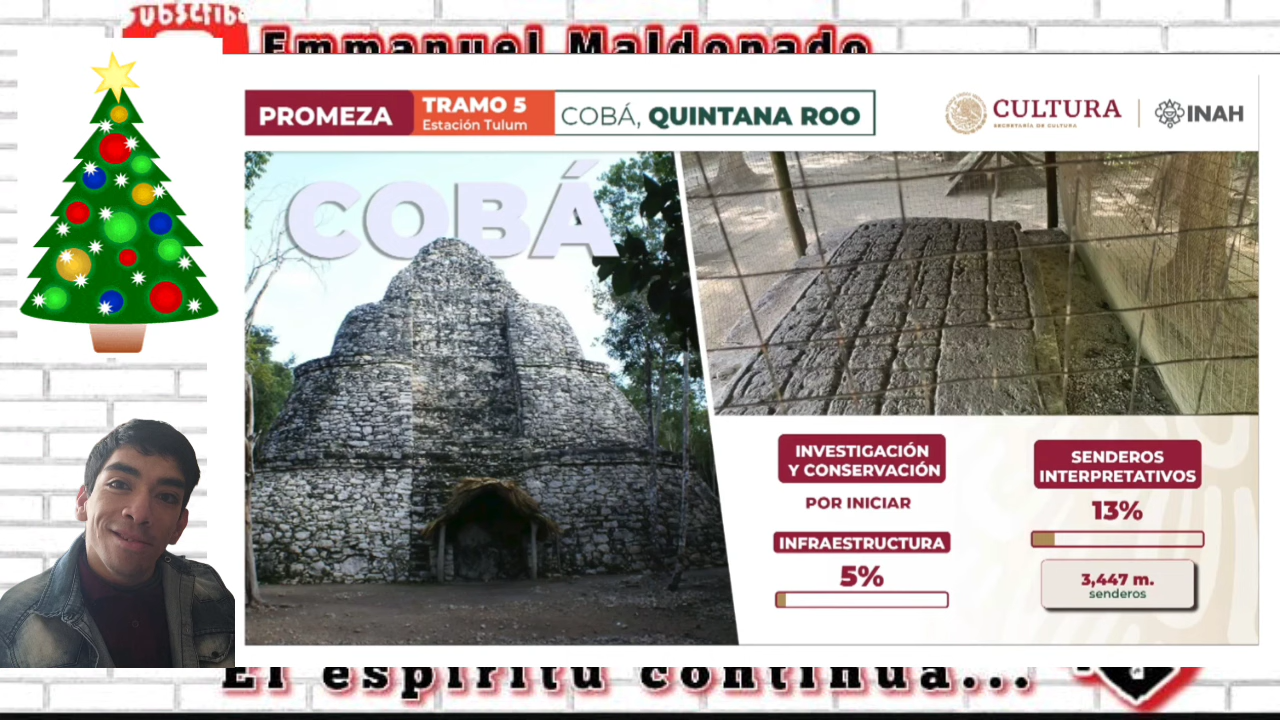 Subscribe
Emmanuel Maldonado
PROMEZA
TRAMO 5
Estación Tulum
COBÁ, QUINTANA ROO
CULTURA
SECRETARÍA DE CULTURA
INAH
COBÁ
INVESTIGACIÓN
Y CONSERVACIÓN
POR INICIAR
INFRAESTRUCTURA
5%
SENDEROS
INTERPRETATIVOS
13%
3,447 m.
senderos
El espíritu continua...